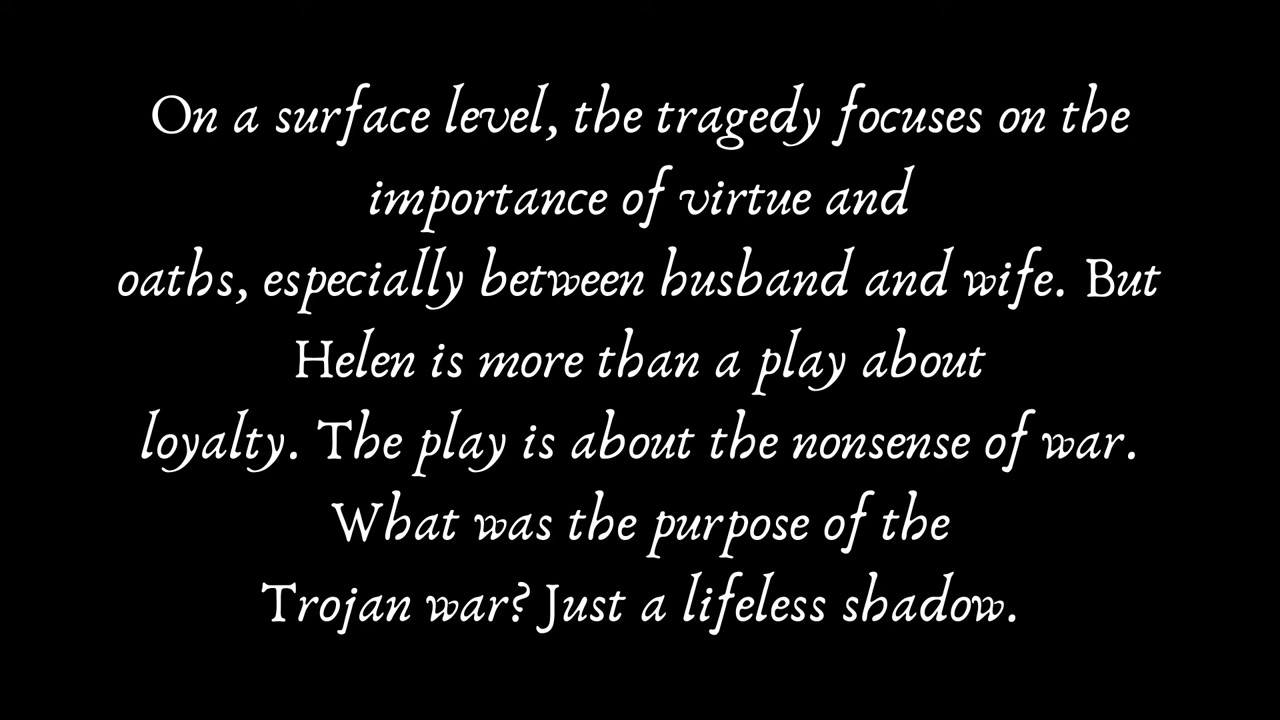 On a surface level, the tragedy focuses on the
importance of virtue and
oaths, especially between husband and wife. But
Helen is more than a play about
loyalty. The play is about the nonsense of war.
What was the purpose of the
Trojan war? Just a lifeless shadow.